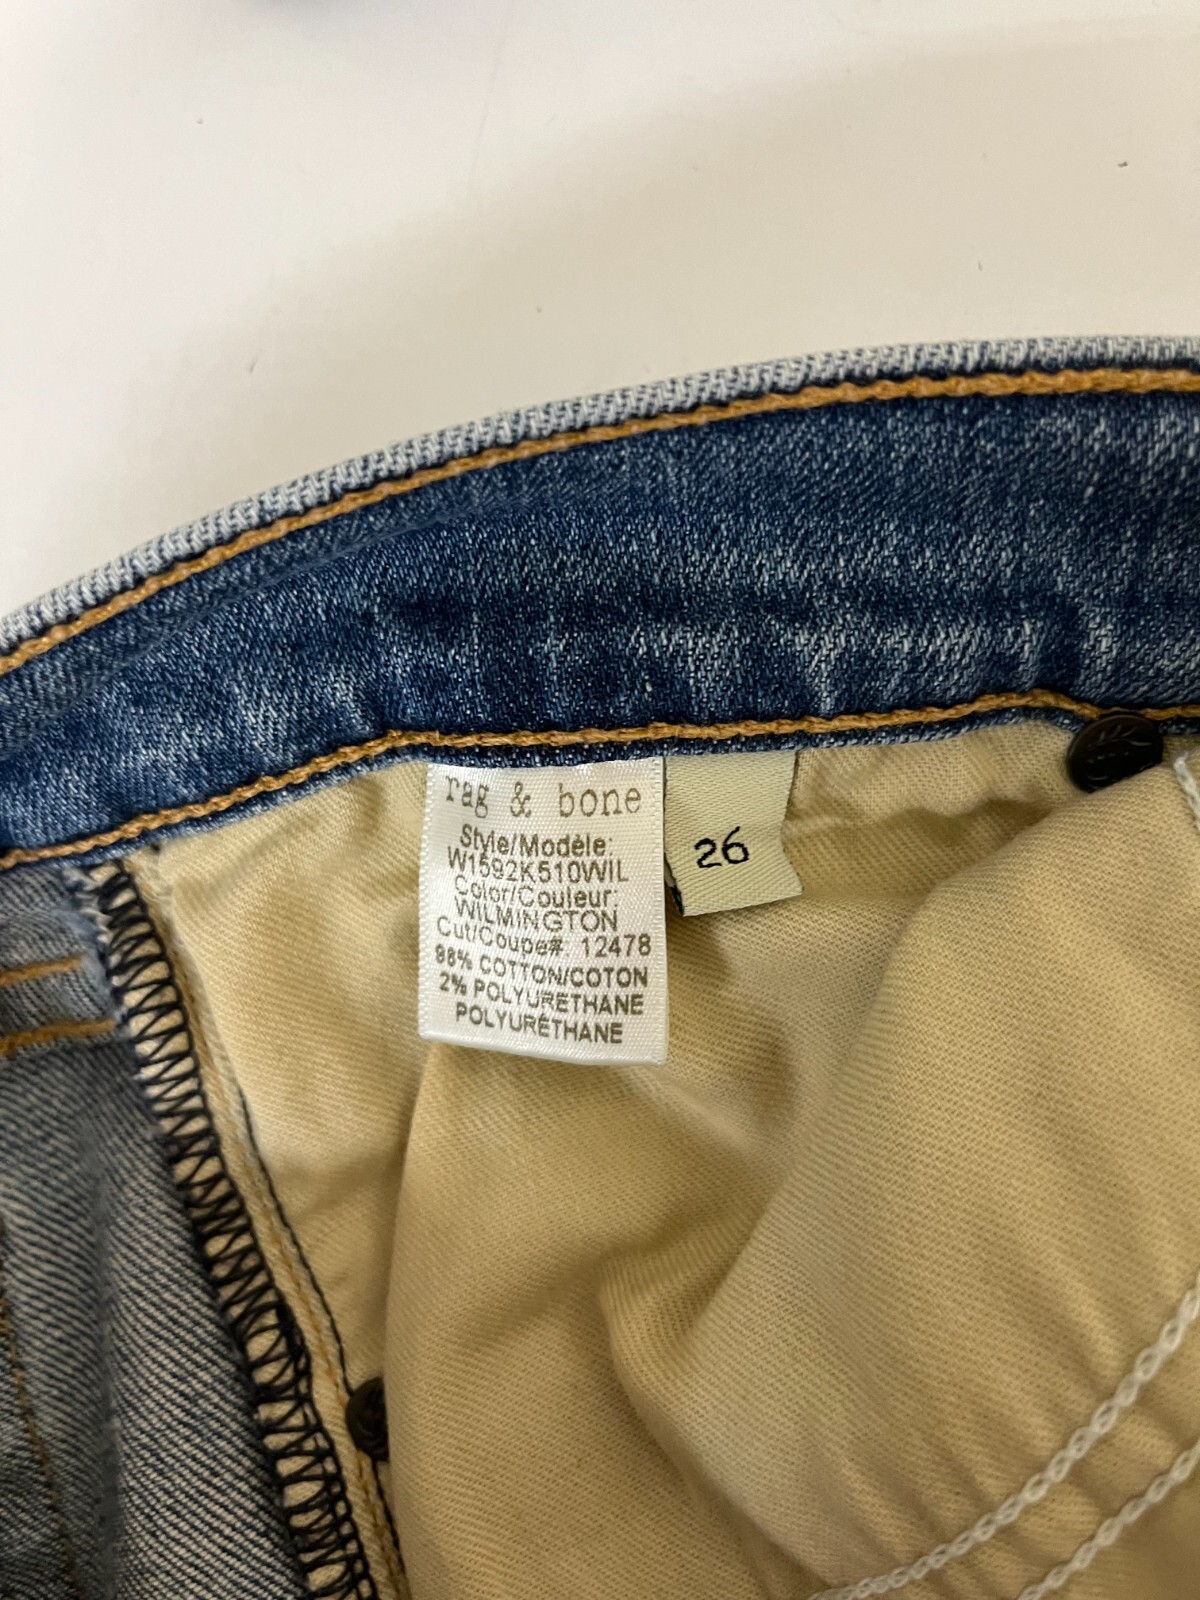 rag & bone
Style/Modèle:
W1592K510WIL
Color/Couleur:
WILMINGTON
Cut/Coupe# 12478
98% COTTON/COTON
2% POLYURETHANE
POLYURÉTHANE
26